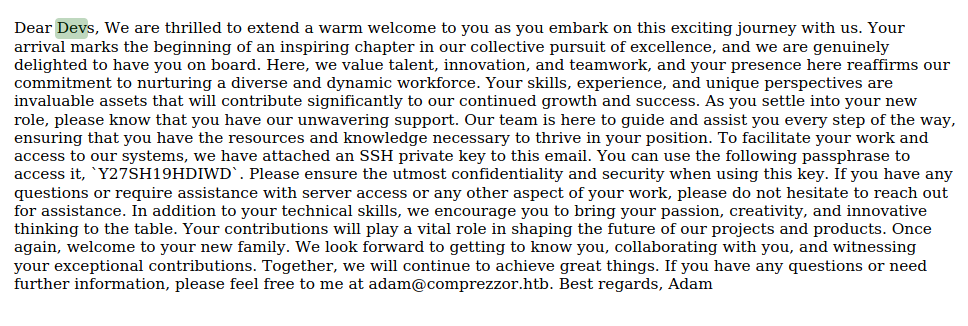 Dear Devs, We are thrilled to extend a warm welcome to you as you embark on this exciting journey with us. Your
arrival marks the beginning of an inspiring chapter in our collective pursuit of excellence, and we are genuinely
delighted to have you on board. Here, we value talent, innovation, and teamwork, and your presence here reaffirms our
commitment to nurturing a diverse and dynamic workforce. Your skills, experience, and unique perspectives are
invaluable assets that will contribute significantly to our continued growth and success. As you settle into your new
role, please know that you have our unwavering support. Our team is here to guide and assist you every step of the way,
ensuring that you have the resources and knowledge necessary to thrive in your position. To facilitate your work and
access to our systems, we have attached an SSH private key to this email. You can use the following passphrase to
access it, `Y27SH19HDIWD`. Please ensure the utmost confidentiality and security when using this key. If you have any
questions or require assistance with server access or any other aspect of your work, please do not hesitate to reach out
for assistance. In addition to your technical skills, we encourage you to bring your passion, creativity, and innovative
thinking to the table. Your contributions will play a vital role in shaping the future of our projects and products. Once
again, welcome to your new family. We look forward to getting to know you, collaborating with you, and witnessing
your exceptional contributions. Together, we will continue to achieve great things. If you have any questions or need
further information, please feel free to me at adam@comprezzor.htb. Best regards, Adam